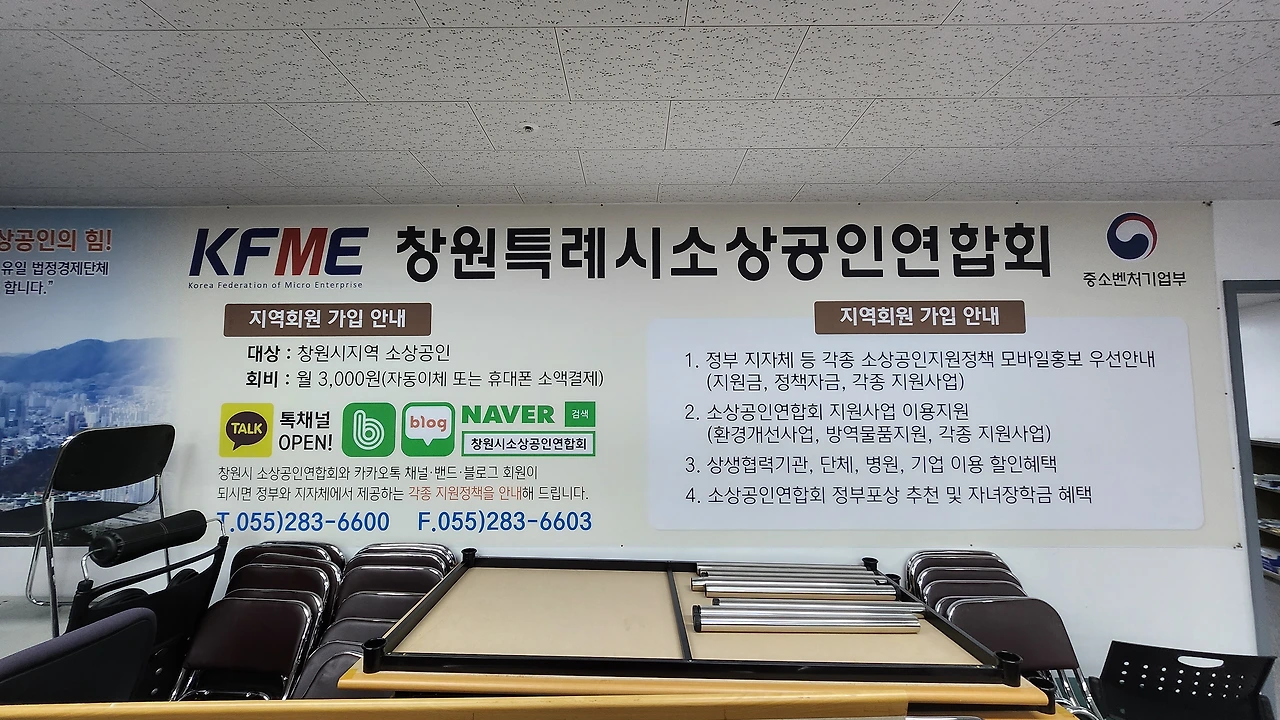 상공인의 힘!
유일 법정경제단체
합니다."
KFME
Korea Federation of Micro Enterprise
창원특례시소상공인연합회
중소벤처기업부
지역회원 가입 안내
대상 : 창원시지역 소상공인
회비 : 월 3,000원(자동이체 또는 휴대폰 소액결제)
TALK
톡채널
OPEN!
b
blog
NAVER 검색
창원시소상공인연합회
창원시 소상공인연합회와 카카오톡 채널·밴드·블로그 회원이
되시면 정부와 지자체에서 제공하는 각종 지원정책을 안내해 드립니다.
T.055)283-6600 F.055)283-6603
지역회원 가입 안내
1. 정부 지자체 등 각종 소상공인지원정책 모바일홍보 우선안내
(지원금, 정책자금, 각종 지원사업)
2. 소상공인연합회 지원사업 이용지원
(환경개선사업, 방역물품지원, 각종 지원사업)
3. 상생협력기관, 단체, 병원, 기업 이용 할인혜택
4. 소상공인연합회 정부포상 추천 및 자녀장학금 혜택